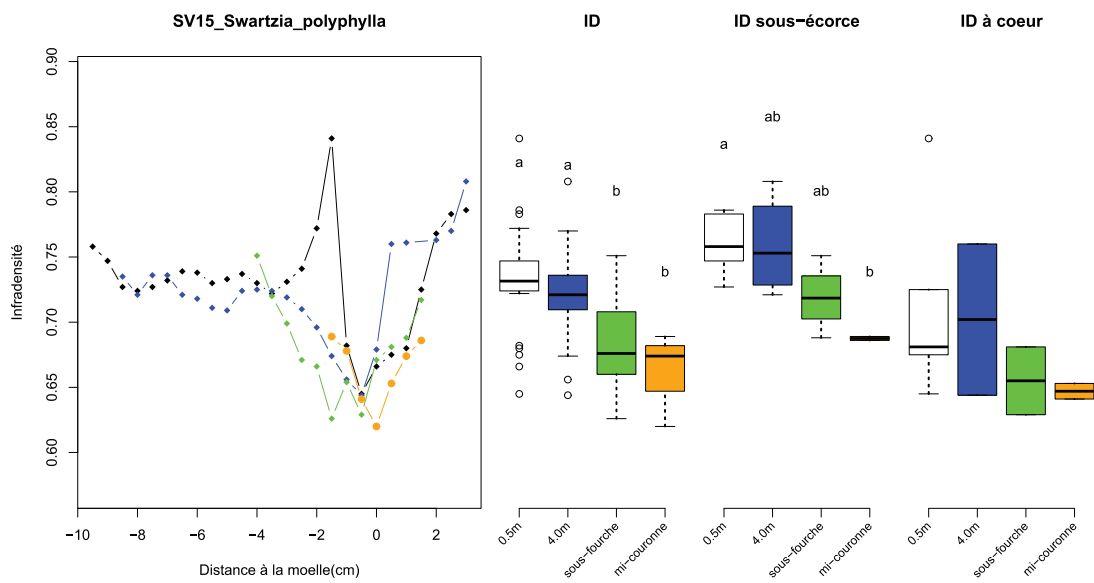 SV15_Swartzia_polyphylla
ID
ID sous−écorce
ID à coeur
Infradensité
0.90
0.85
0.80
0.75
0.70
0.65
0.60
−10
−8
−6
−4
−2
0
2
Distance à la moelle(cm)
a
a
b
b
0.5m
4.0m
sous−fourche
mi−couronne
a
ab
ab
b
0.5m
4.0m
sous−fourche
mi−couronne
0.5m
4.0m
sous−fourche
mi−couronne